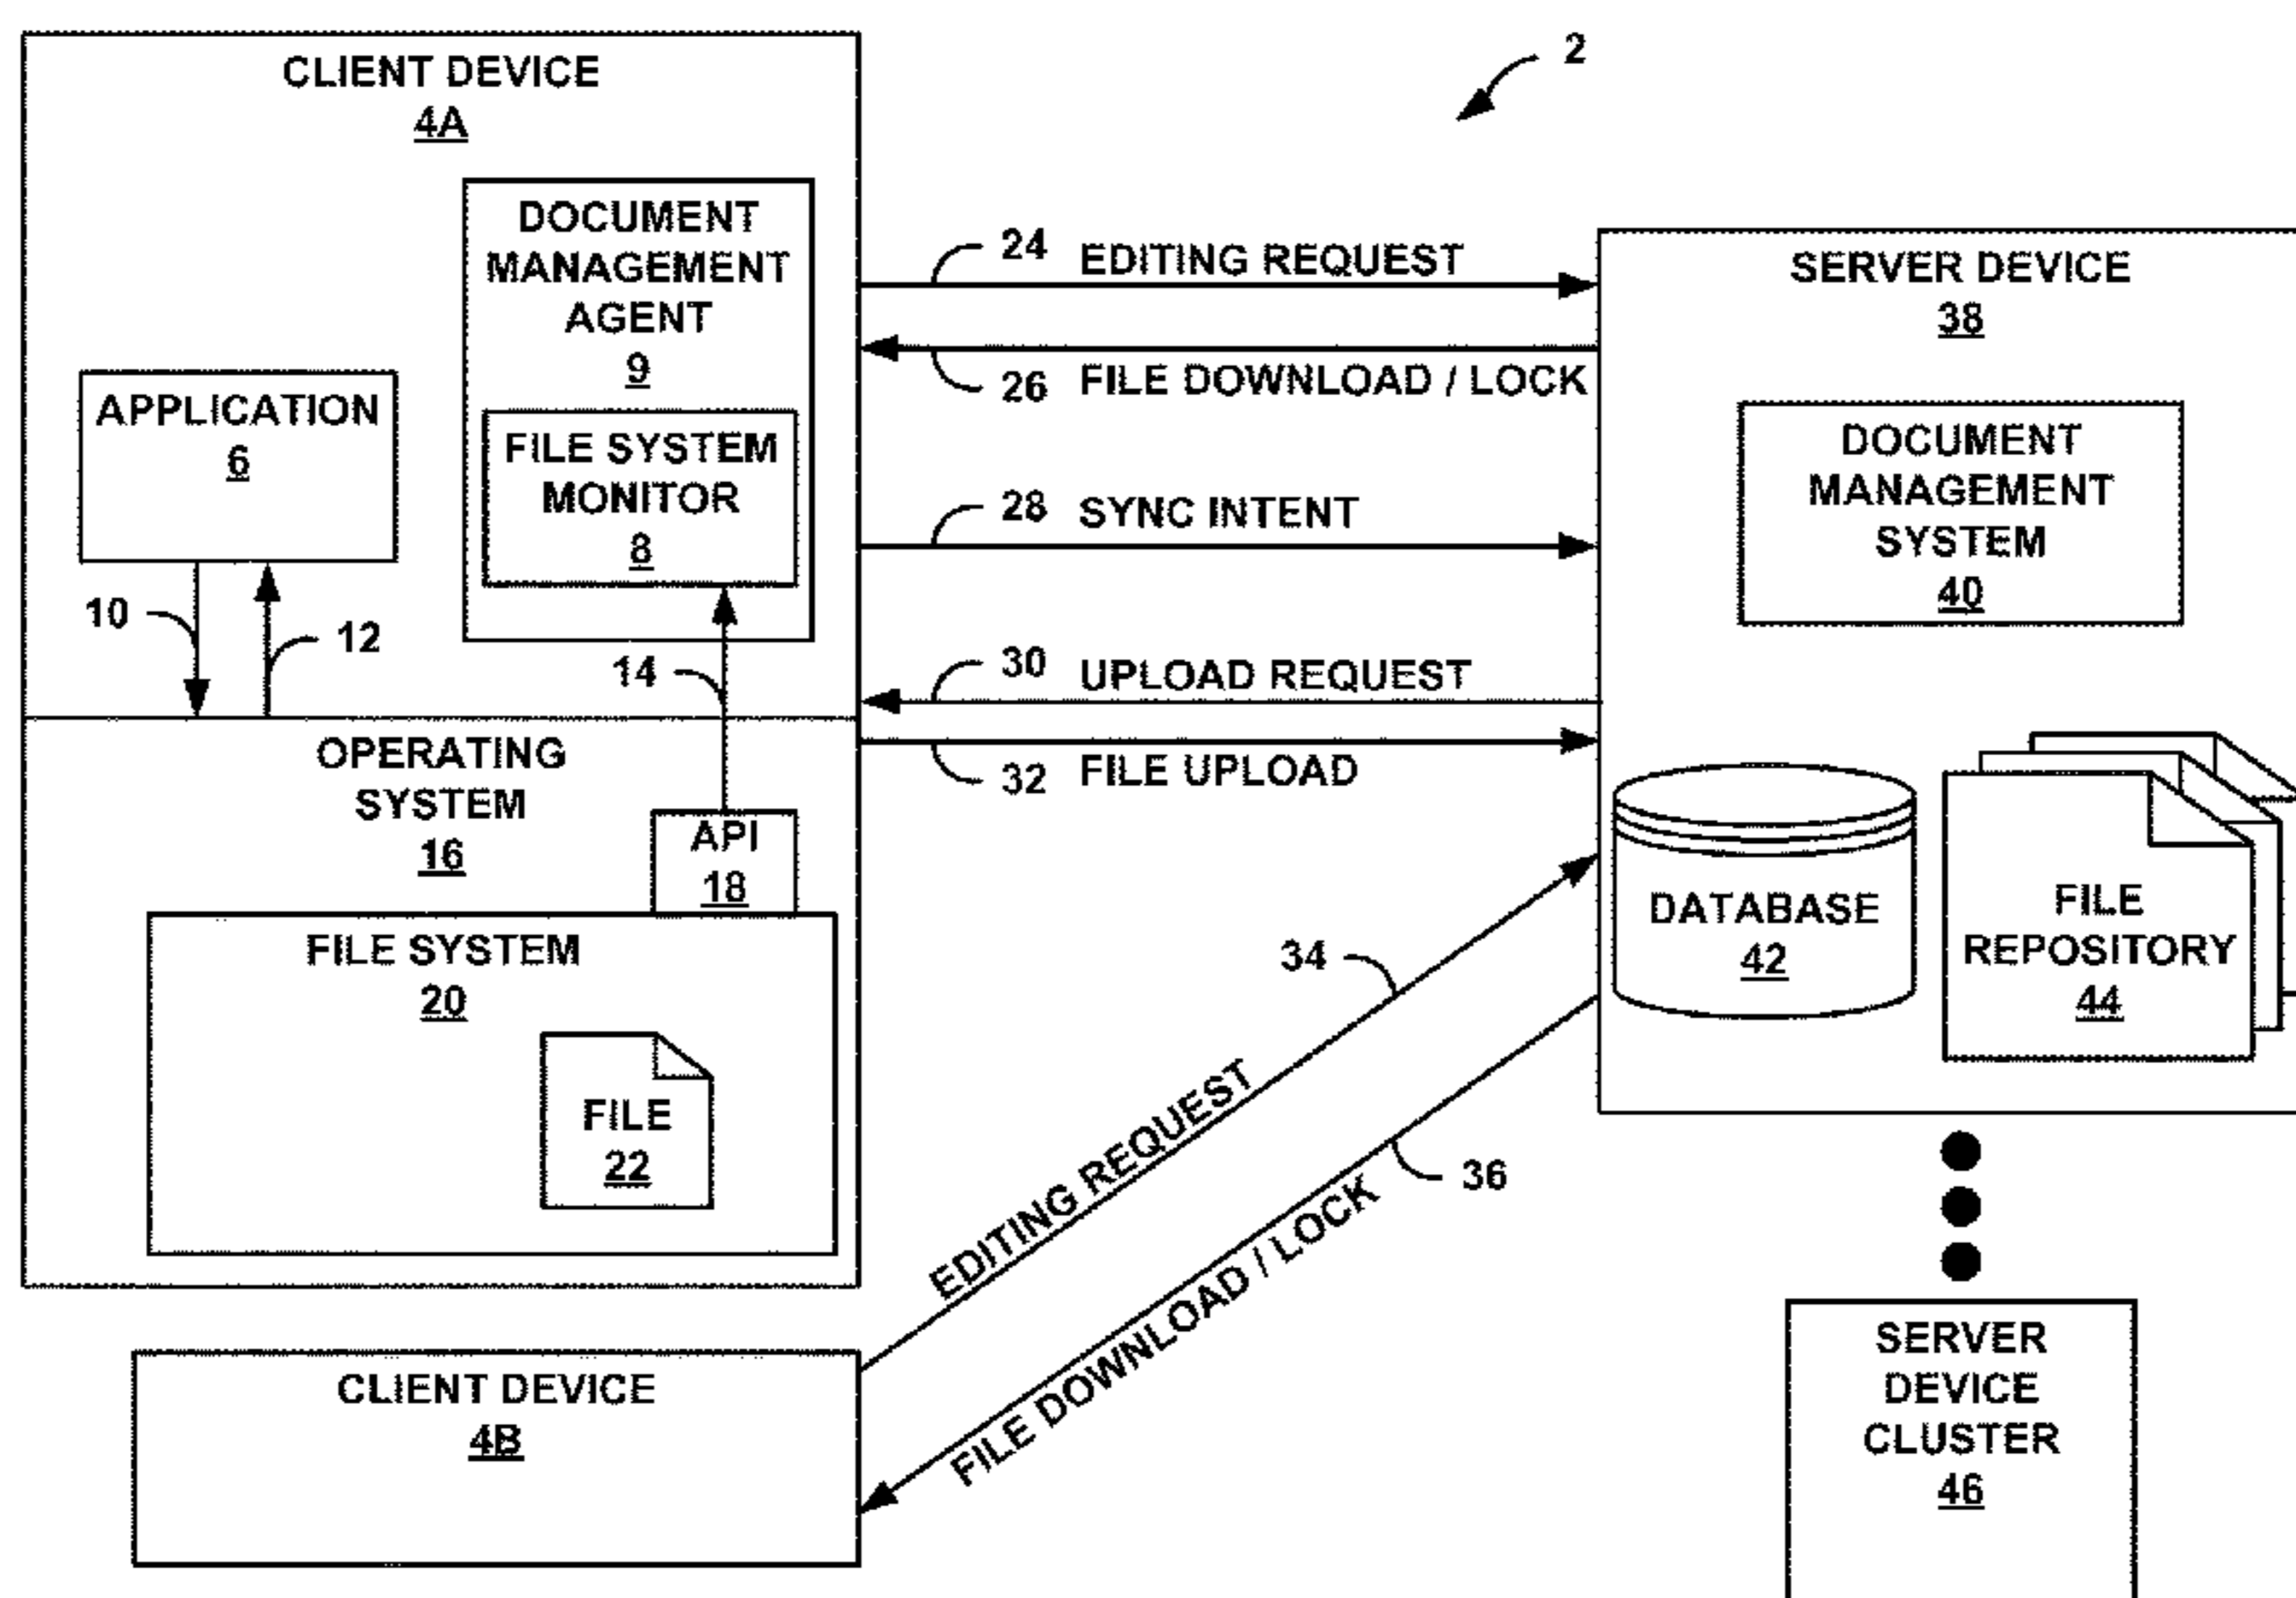 2
CLIENT DEVICE
4A
DOCUMENT
MANAGEMENT
AGENT
9
FILE SYSTEM
MONITOR
8
APPLICATION
6
10
12
14
OPERATING
SYSTEM
16
API
18
FILE SYSTEM
20
FILE
22
24 EDITING REQUEST
26 FILE DOWNLOAD / LOCK
28 SYNC INTENT
30 UPLOAD REQUEST
32 FILE UPLOAD
SERVER DEVICE
38
DOCUMENT
MANAGEMENT
SYSTEM
40
DATABASE
42
FILE
REPOSITORY
44
34
EDITING REQUEST
36
FILE DOWNLOAD / LOCK
CLIENT DEVICE
4B
SERVER
DEVICE
CLUSTER
46